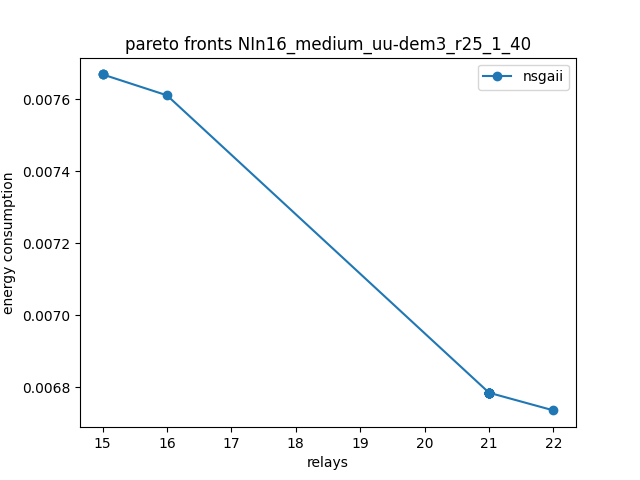 pareto fronts NIn16_medium_uu-dem3_r25_1_40
nsgaii
energy consumption
0.0076
0.0074
0.0072
0.0070
0.0068
15 16 17 18 19 20 21 22
relays